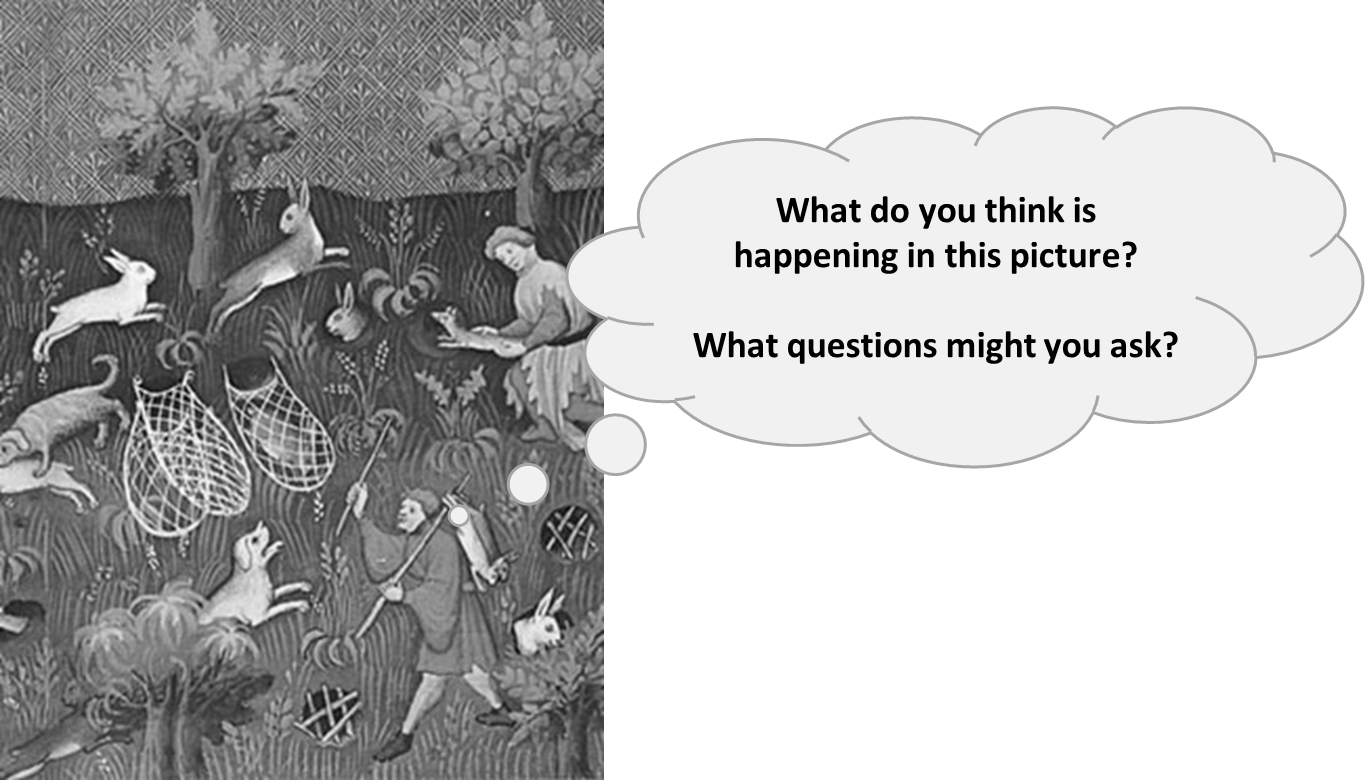 What do you think is
happening in this picture?
What questions might you ask?